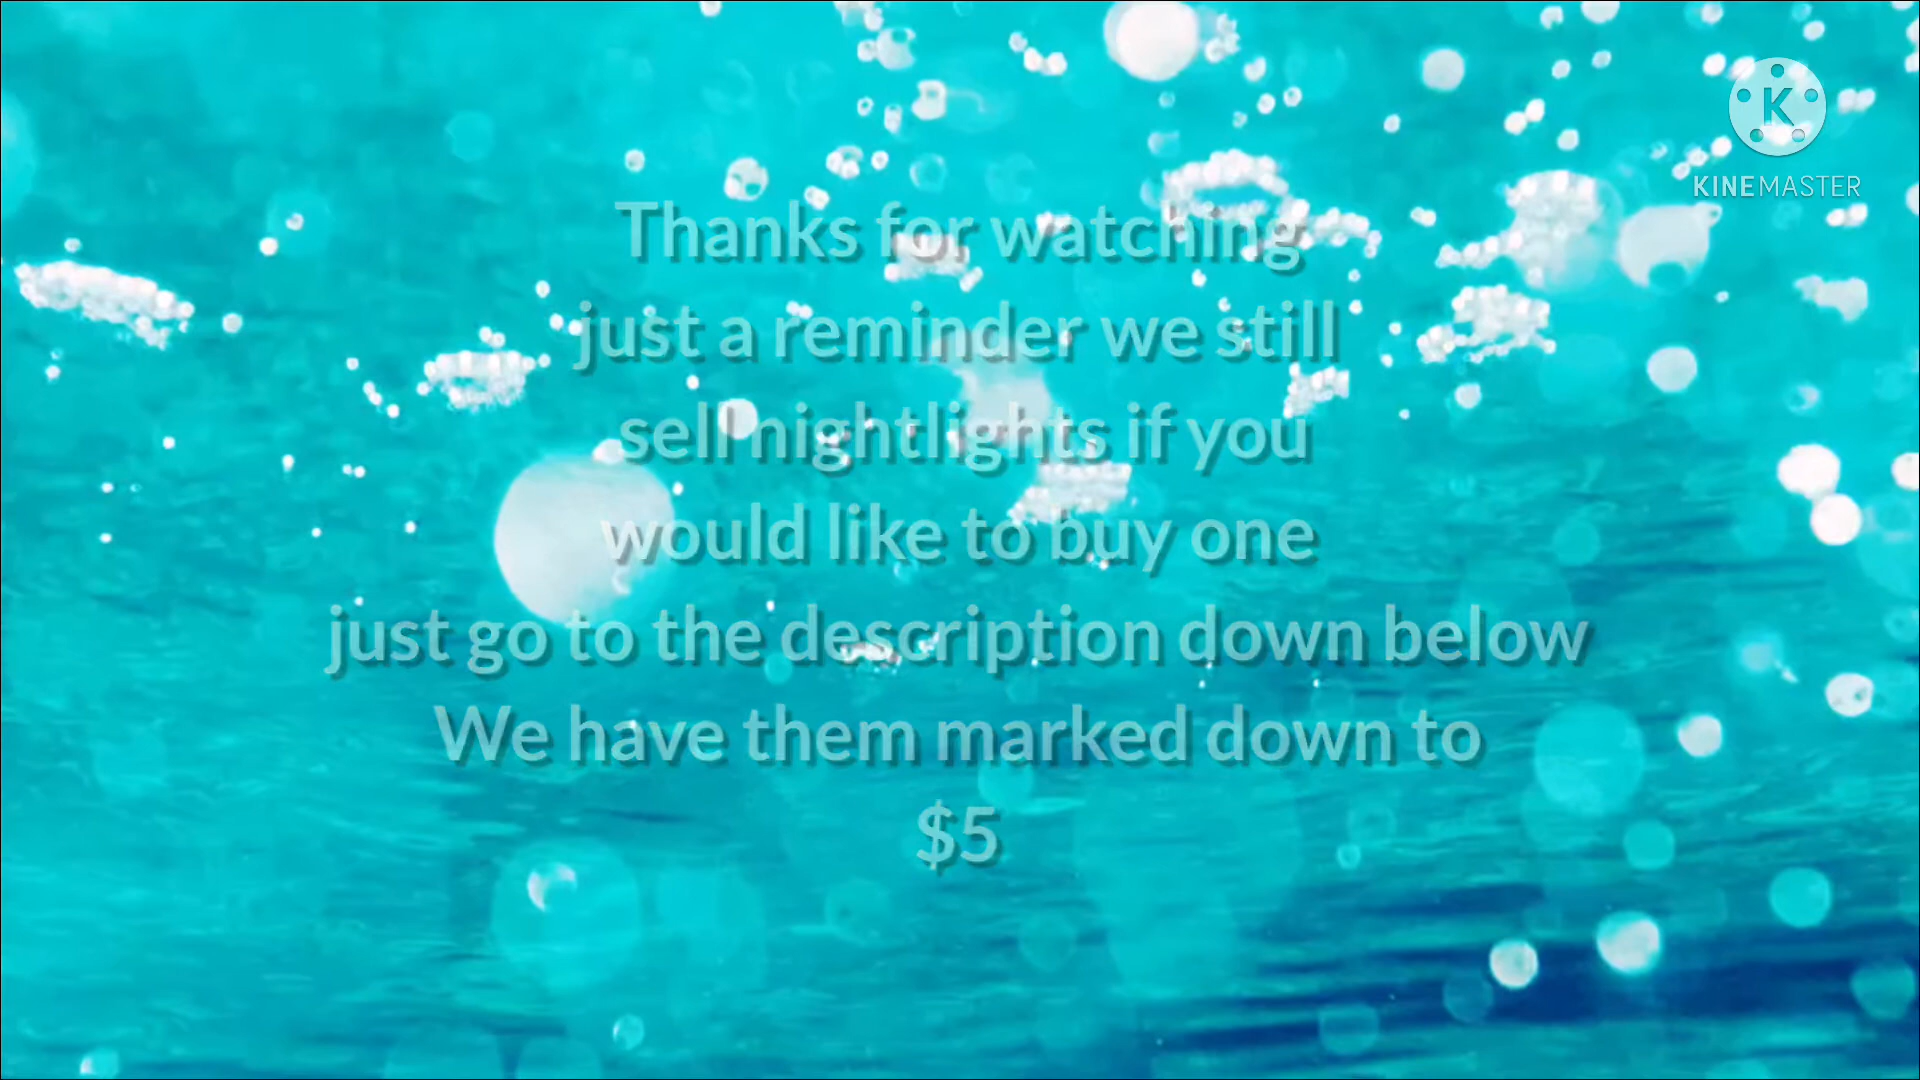 K
KINEMASTER
Thanks for watching
just a reminder we still
sell nightlights if you
would like to buy one
just go to the description down below
We have them marked down to
$5